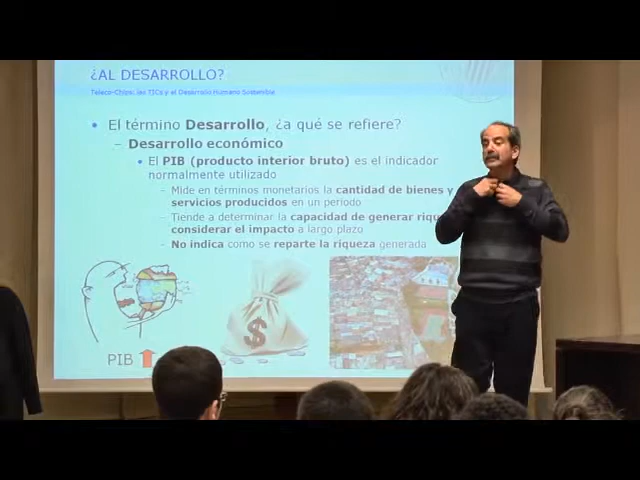 ¿AL DESARROLLO?
Teleco-Chips: las TICs y el Desarrollo Humano Sostenible
• El término Desarrollo, ¿a qué se refiere?
– Desarrollo económico
• El PIB (producto interior bruto) es el indicador
normalmente utilizado
– Mide en términos monetarios la cantidad de bienes y
servicios producidos en un período
– Tiende a determinar la capacidad de generar
considerar el impacto a largo plazo
– No indica como se reparte la riqueza generada
$
PIB